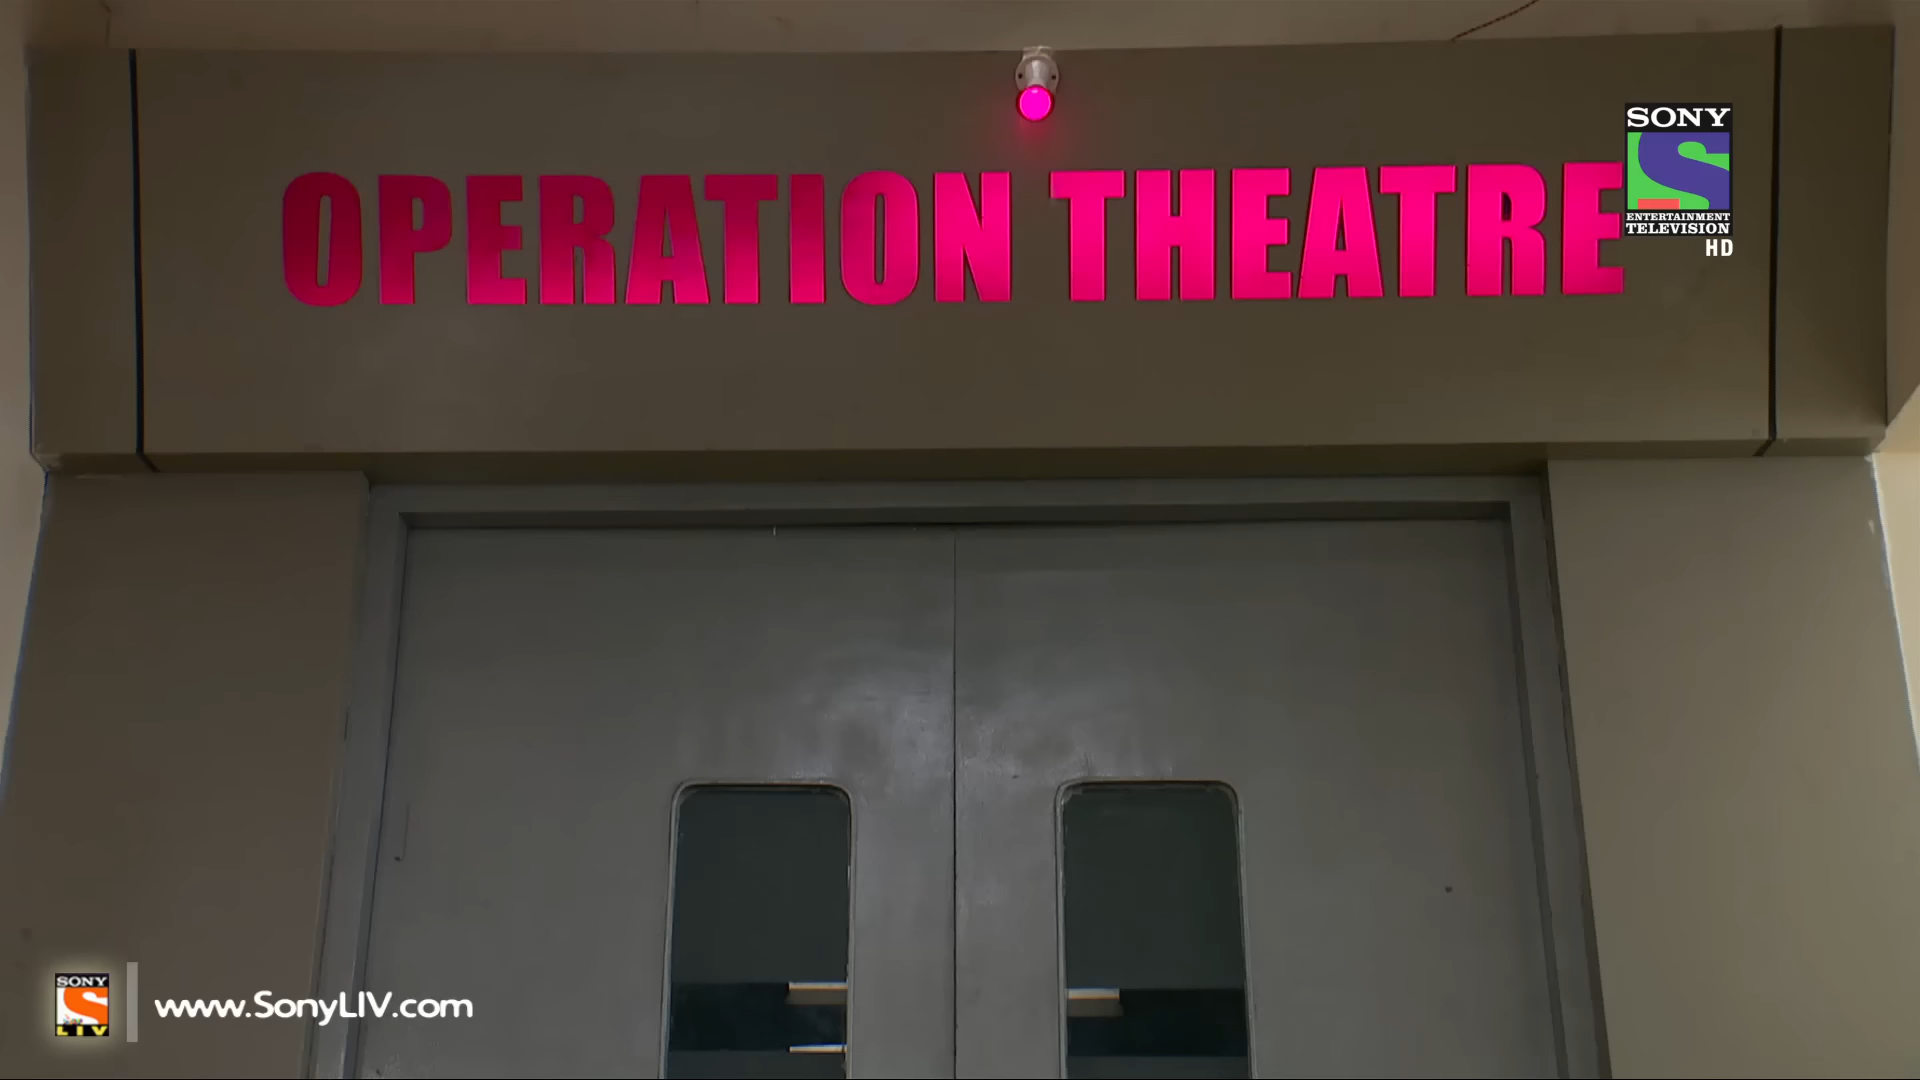 OPERATION THEATRE
SONY
ENTERTAINMENT
TELEVISION
HD
SONY
LIV
www.SonyLIV.com